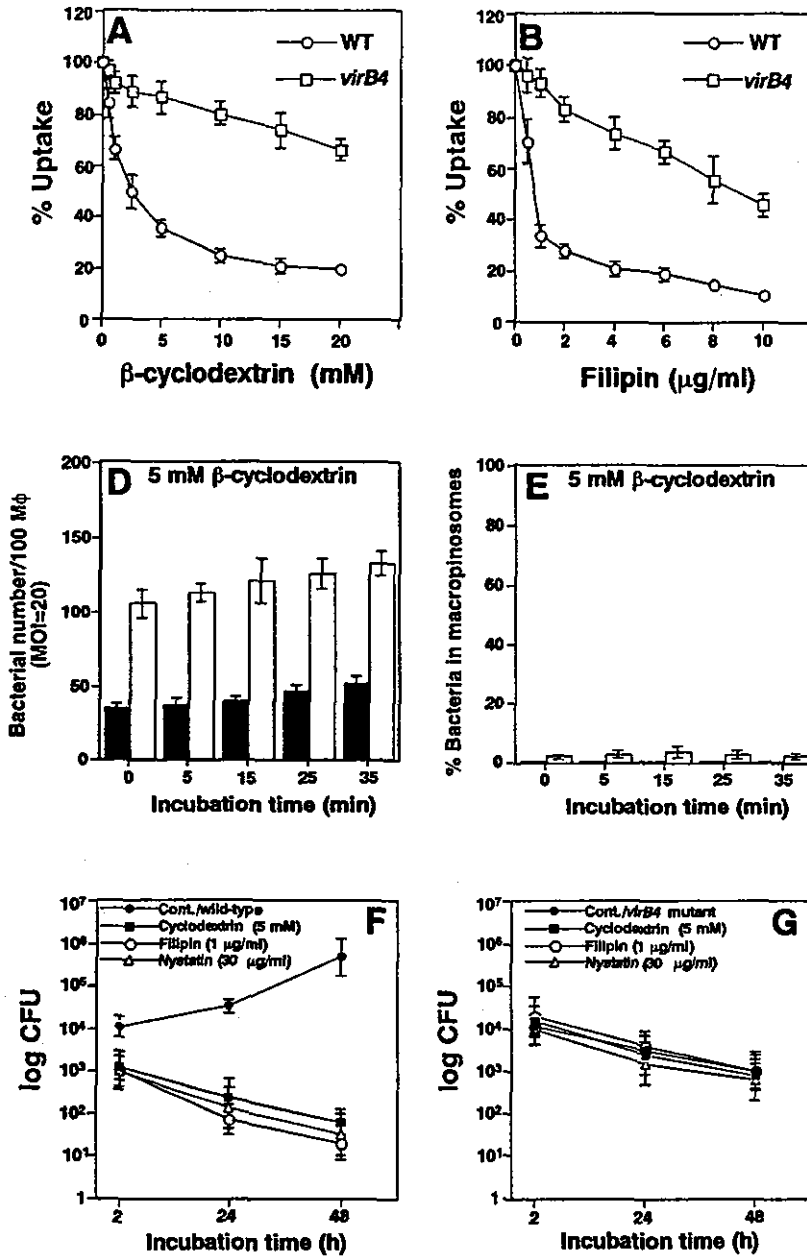 A
WT
virB4
% Uptake
120
100
80
60
40
20
0
0 5 10 15 20
β-cyclodextrin (mM)
B
WT
virB4
% Uptake
120
100
80
60
40
20
0
0 2 4 6 8 10
Filipin (μg/ml)
D 5 mM β-cyclodextrin
Bacterial number/100 Mϕ
(MOI=20)
200
150
100
50
0
0 5 15 25 35
Incubation time (min)
E 5 mM β-cyclodextrin
% Bacteria in macropinosomes
100
80
60
40
20
0
0 5 15 25 35
Incubation time (min)
F
Cont./wild-type
Cyclodextrin (5 mM)
Filipin (1 μg/ml)
Nystatin (30 μg/ml)
log CFU
10⁷
10⁶
10⁵
10⁴
10³
10²
10¹
1
2 24 48
Incubation time (h)
G
Cont./virB4 mutant
Cyclodextrin (5 mM)
Filipin (1 μg/ml)
Nystatin (30 μg/ml)
log CFU
10⁷
10⁶
10⁵
10⁴
10³
10²
10¹
1
2 24 48
Incubation time (h)